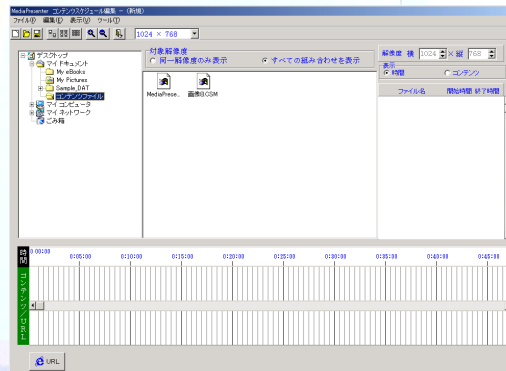 MediaPresenter コンテンツスケジュール編集 - (新規)
ファイル(F) 編集(E) 表示(V) ツール(T)
1024 × 768
対象解像度
同一解像度のみ表示 すべての組み合わせを表示
解像度 横 1024 × 縦 768
表示
時間 コンテンツ
ファイル名 開始時間 終了時間
デスクトップ
マイ ドキュメント
My eBooks
My Pictures
Sample_DAT
コンテンツファイル
マイ コンピュータ
マイ ネットワーク
ごみ箱
MediaPrese... 画像8.CSM
時間
0:00:00 0:05:00 0:10:00 0:15:00 0:20:00 0:25:00 0:30:00 0:35:00 0:40:00 0:45:00
コンテンツ/URL
URL